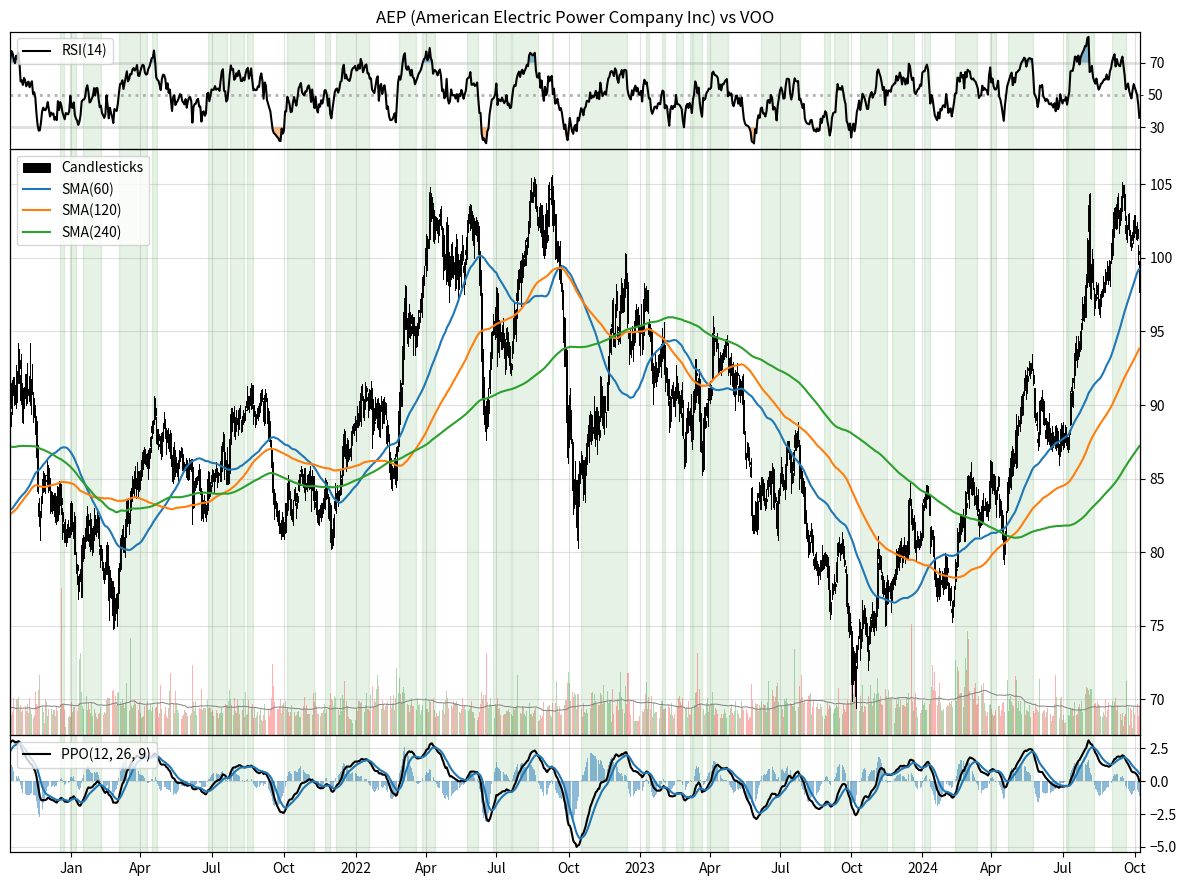 AEP (American Electric Power Company Inc) vs VOO
RSI(14)
70
50
30
Candlesticks
SMA(60)
SMA(120)
SMA(240)
105
100
95
90
85
80
75
70
PPO(12, 26, 9)
2.5
0.0
−2.5
−5.0
Jan Apr Jul Oct 2022 Apr Jul Oct 2023 Apr Jul Oct 2024 Apr Jul Oct